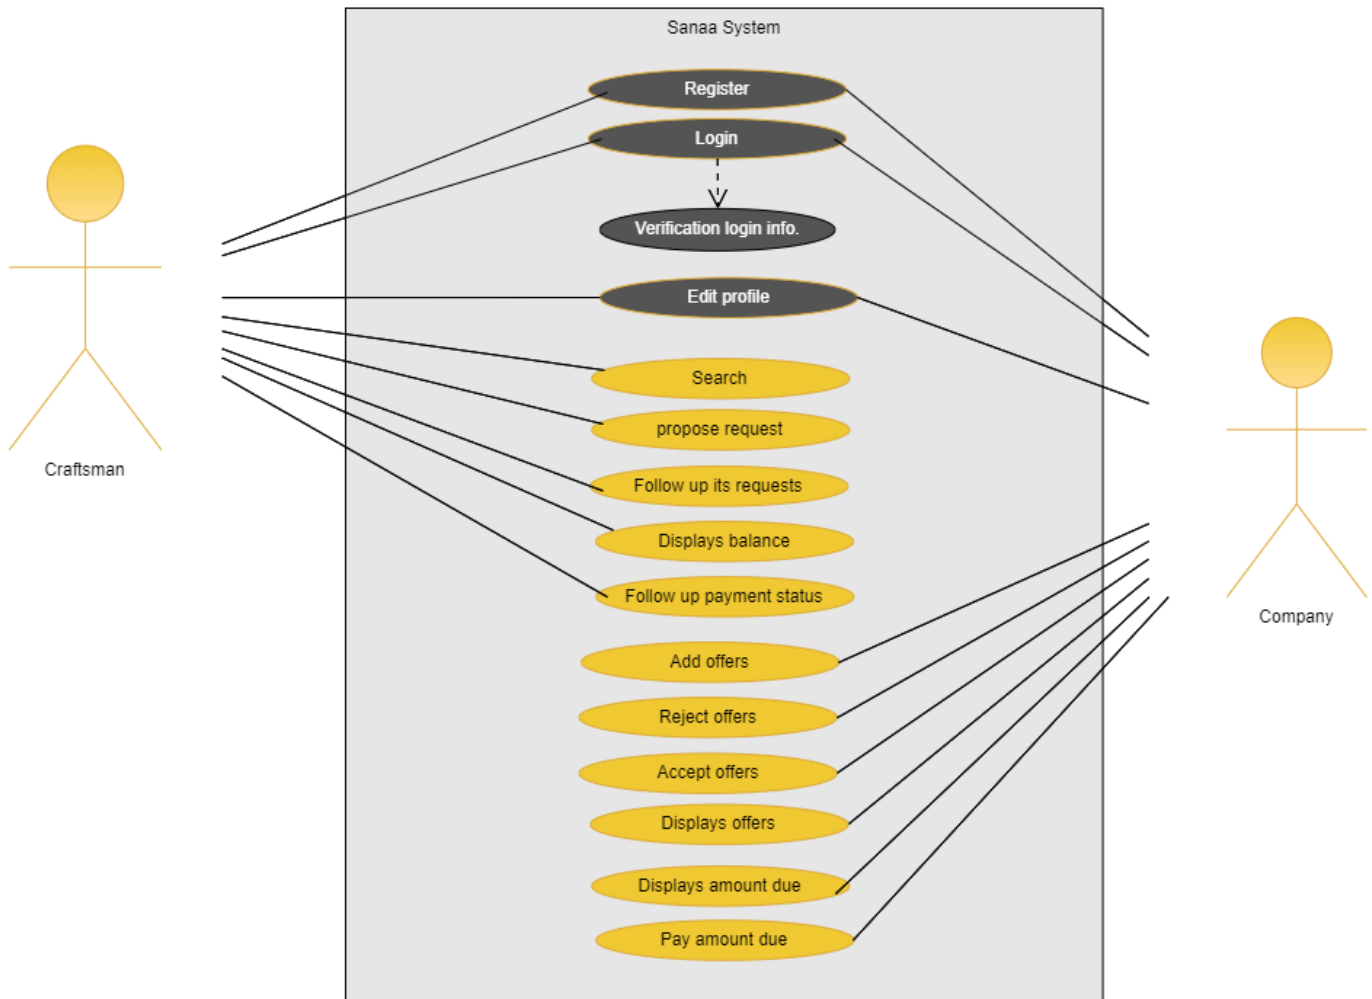 Sanaa System
Register
Login
Verification login info.
Edit profile
Search
propose request
Craftsman
Follow up its requests
Displays balance
Follow up payment status
Company
Add offers
Reject offers
Accept offers
Displays offers
Displays amount due
Pay amount due